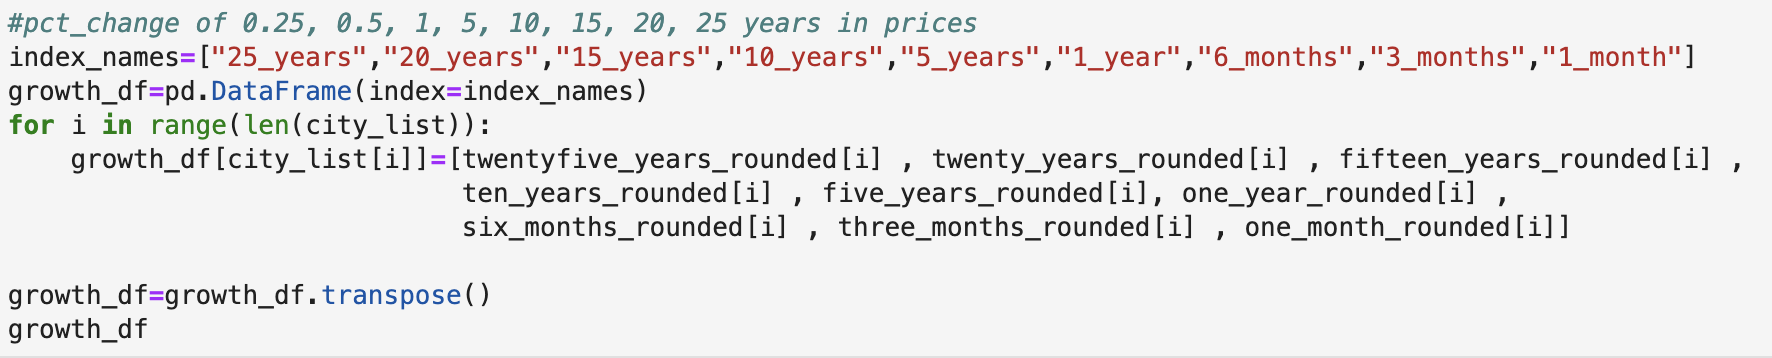 #pct_change of 0.25, 0.5, 1, 5, 10, 15, 20, 25 years in prices
index_names=["25_years","20_years","15_years","10_years","5_years","1_year","6_months","3_months","1_month"]
growth_df=pd.DataFrame(index=index_names)
for i in range(len(city_list)):
    growth_df[city_list[i]]=[twentyfive_years_rounded[i] , twenty_years_rounded[i] , fifteen_years_rounded[i] ,
                             ten_years_rounded[i] , five_years_rounded[i], one_year_rounded[i] ,
                             six_months_rounded[i] , three_months_rounded[i] , one_month_rounded[i]]

growth_df=growth_df.transpose()
growth_df